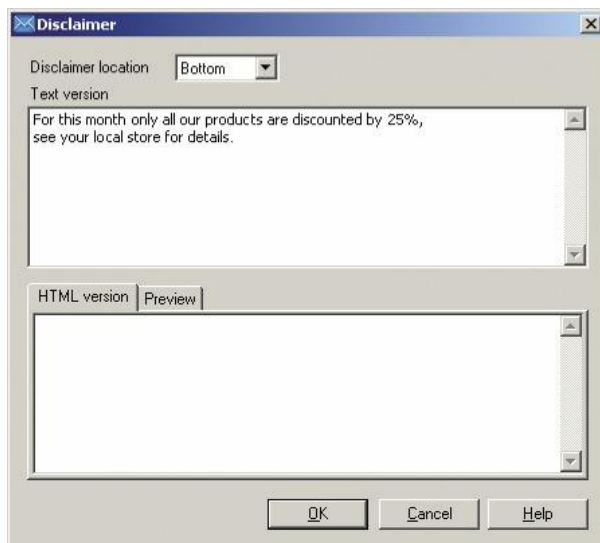 Disclaimer
Disclaimer location Bottom
Text version
For this month only all our products are discounted by 25%,
see your local store for details.
HTML version Preview
OK Cancel Help